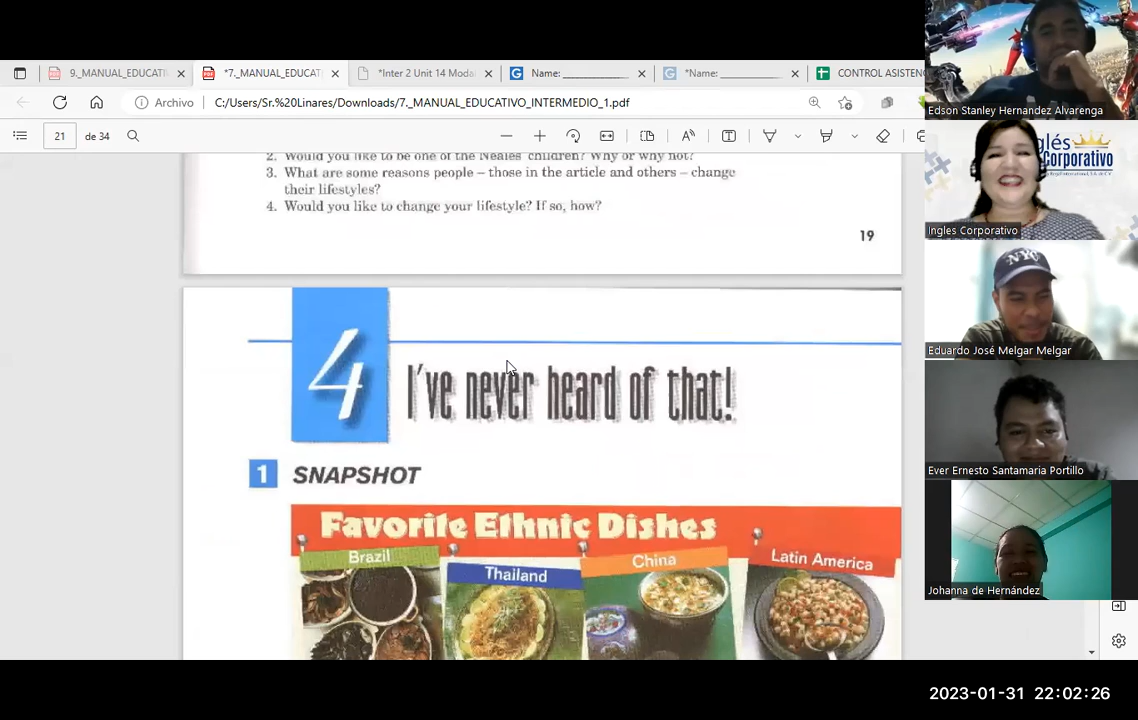 9._MANUAL_EDUCATI
*7._MANUAL_EDUCAT
*Inter 2 Unit 14 Moda
Name: ___________
*Name: ___________
CONTROL ASISTEN
Archivo
C:/Users/Sr.%20Linares/Downloads/7._MANUAL_EDUCATIVO_INTERMEDIO_1.pdf
21 de 34
2. Would you like to be one of the Neales' children? Why or why not?
3. What are some reasons people – those in the article and others – change
their lifestyles?
4. Would you like to change your lifestyle? If so, how?
19
4
I've never heard of that!
1 SNAPSHOT
Favorite Ethnic Dishes
Brazil
Thailand
China
Latin America
Edson Stanley Hernandez Alvarenga
glés
Corporativo
Ingles Corporativo
NYC
Eduardo José Melgar Melgar
Ever Ernesto Santamaria Portillo
Johanna de Hernández
2023-01-31 22:02:26